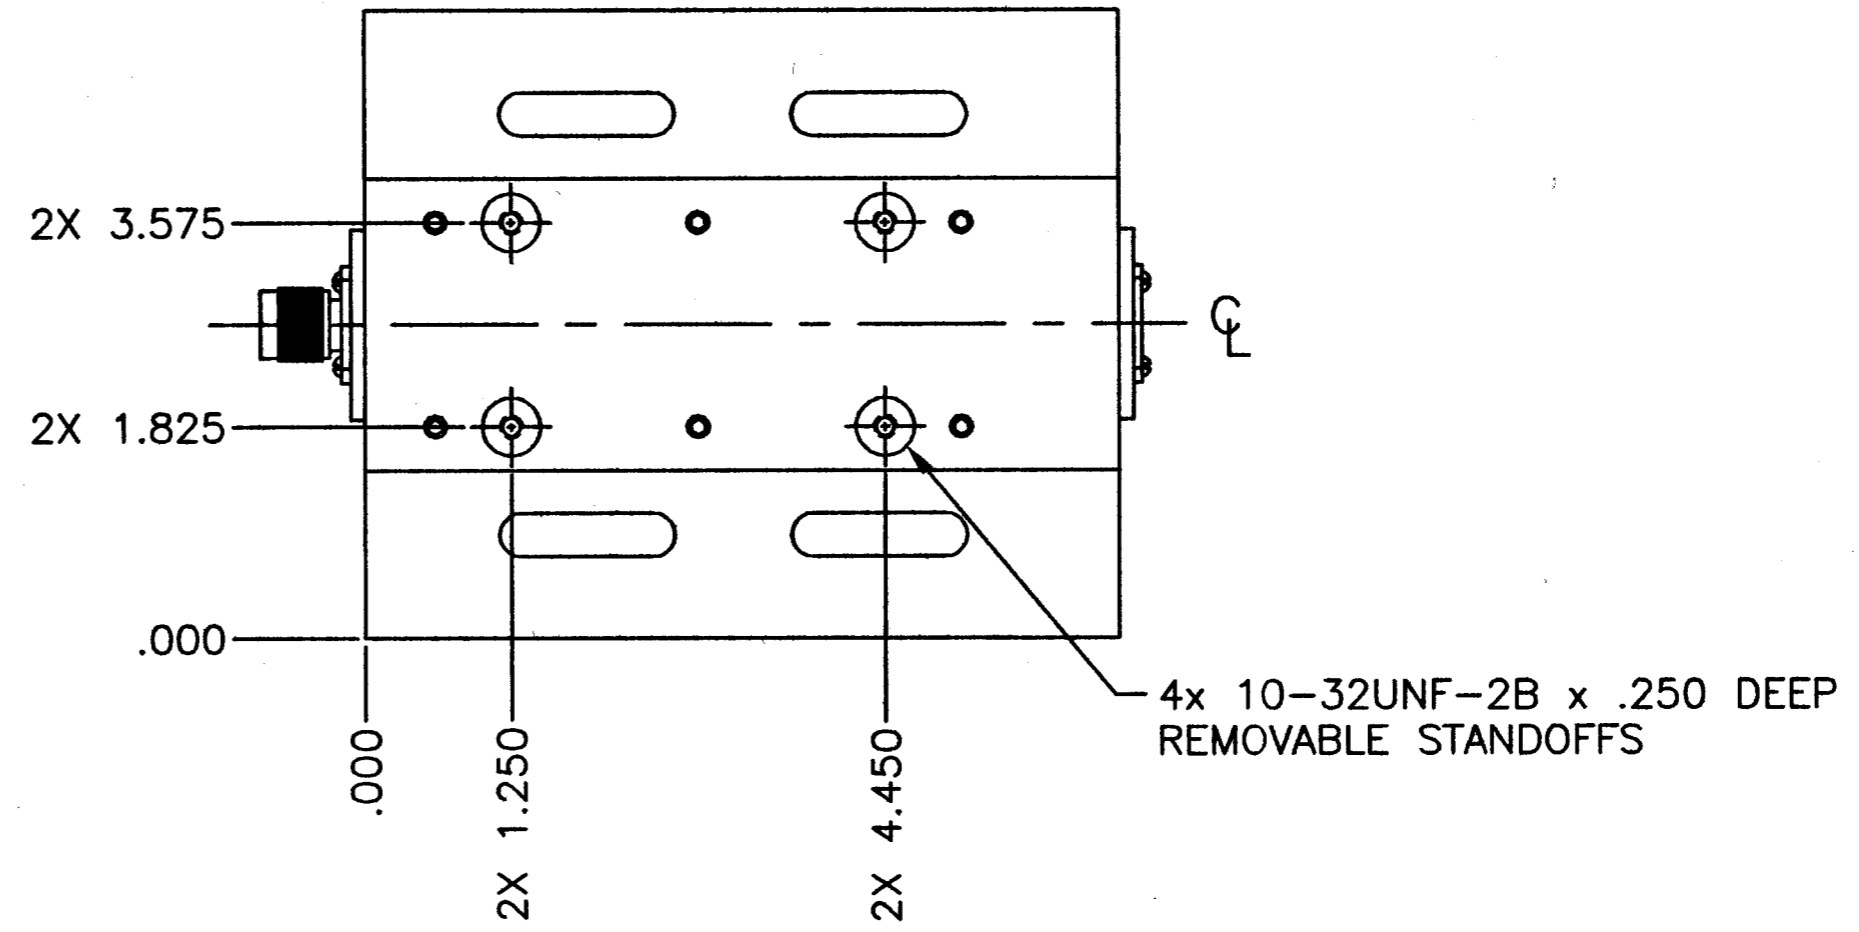 2X 3.575
℄
2X 1.825
.000
4x 10-32UNF-2B x .250 DEEP
REMOVABLE STANDOFFS
.000
2X 1.250
2X 4.450